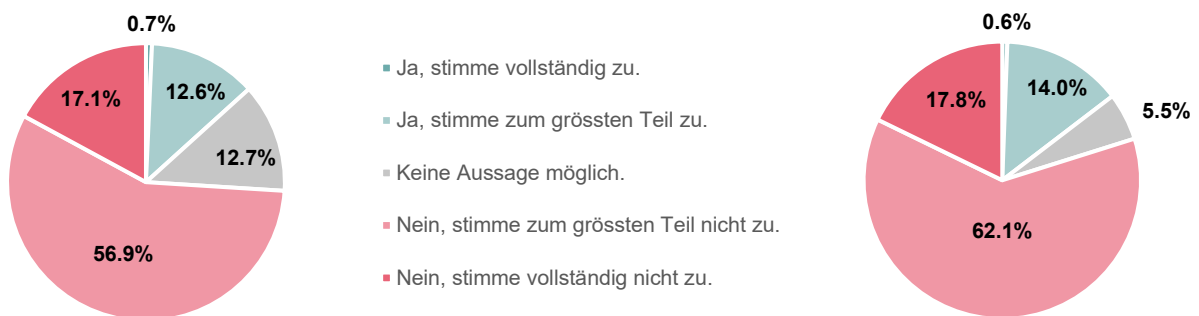 0.7%
12.6%
12.7%
56.9%
17.1%
Ja, stimme vollständig zu.
Ja, stimme zum grössten Teil zu.
Keine Aussage möglich.
Nein, stimme zum grössten Teil nicht zu.
Nein, stimme vollständig nicht zu.
0.6%
14.0%
5.5%
62.1%
17.8%